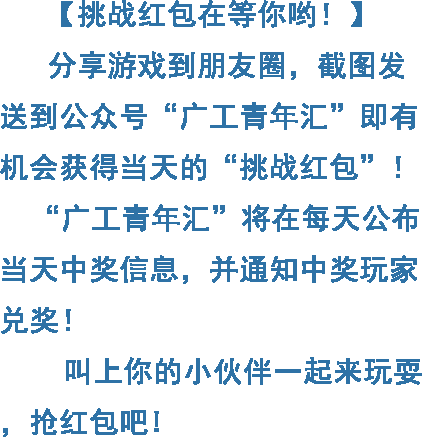 【挑战红包在等你哟！】
分享游戏到朋友圈，截图发
送到公众号“广工青年汇”即有
机会获得当天的“挑战红包”！
“广工青年汇”将在每天公布
当天中奖信息，并通知中奖玩家
兑奖！
叫上你的小伙伴一起来玩耍
，抢红包吧！